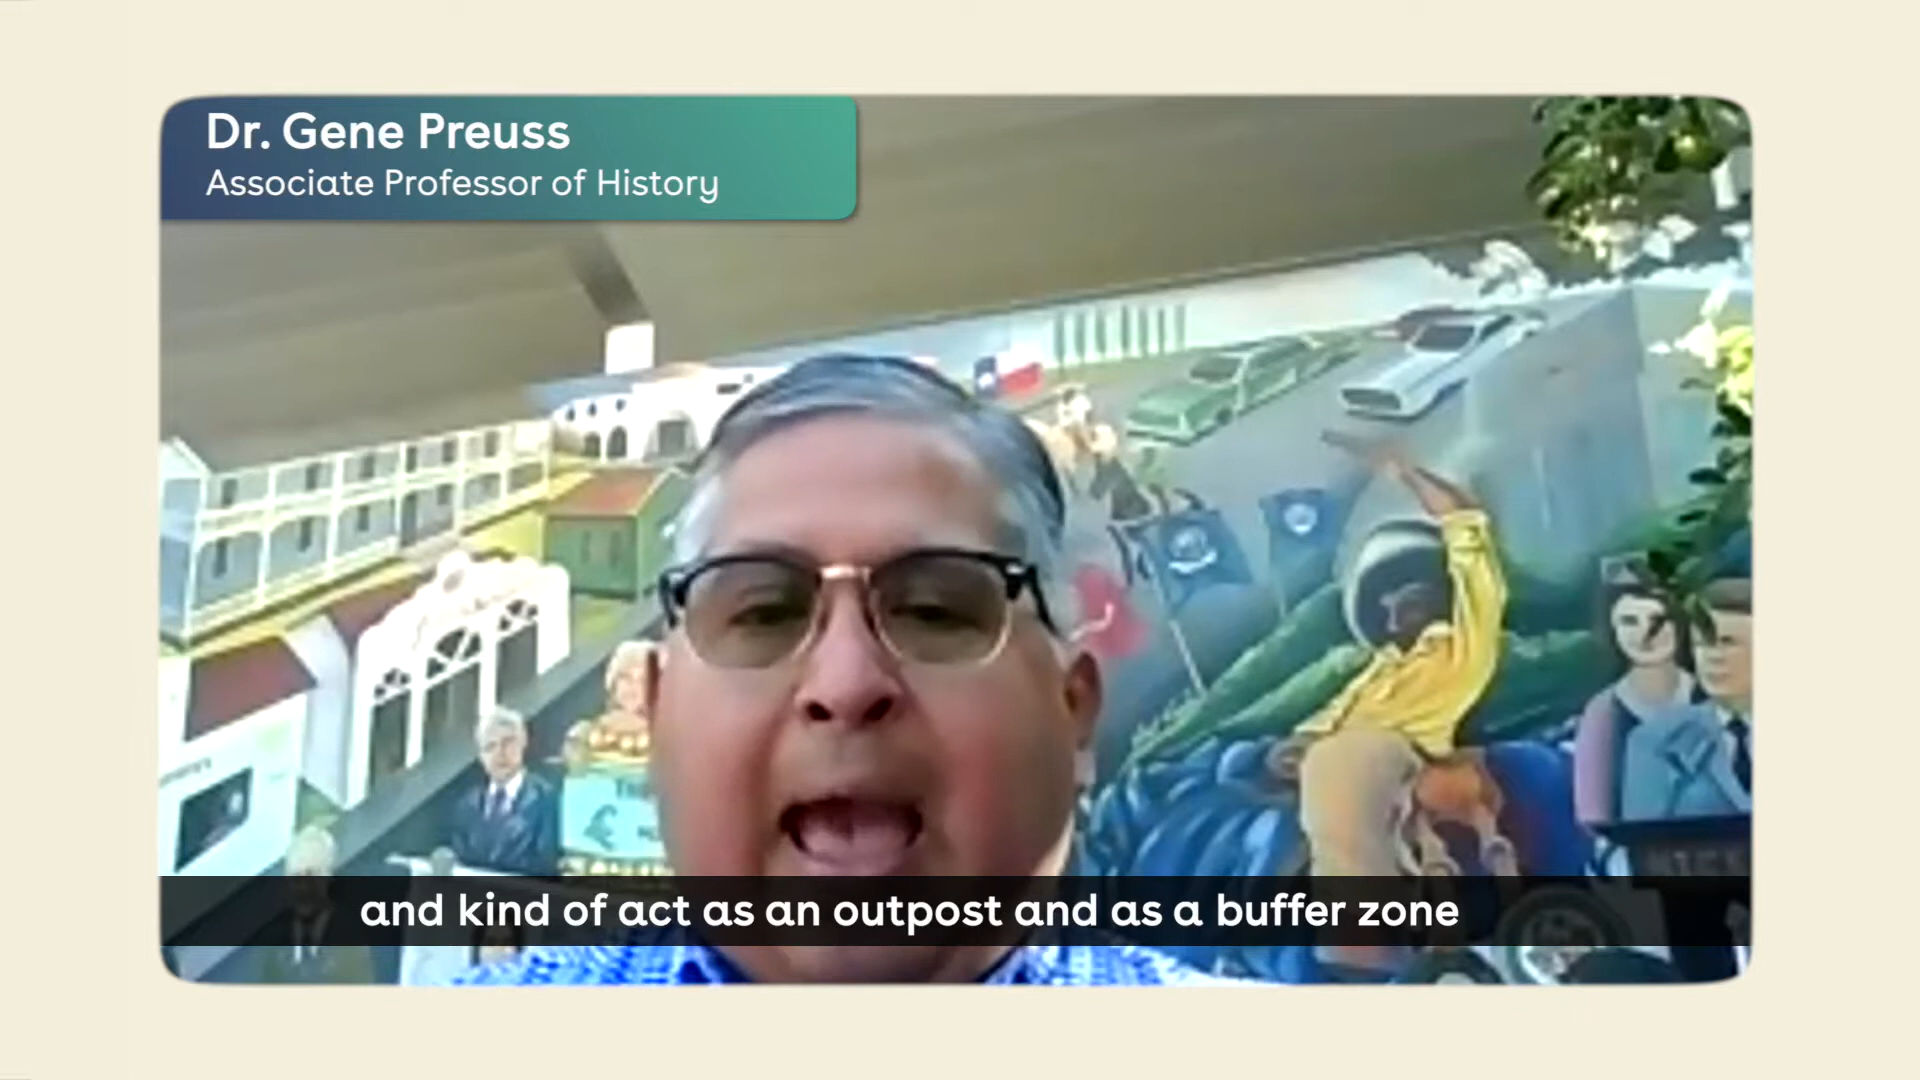 Dr. Gene Preuss
Associate Professor of History
and kind of act as an outpost and as a buffer zone